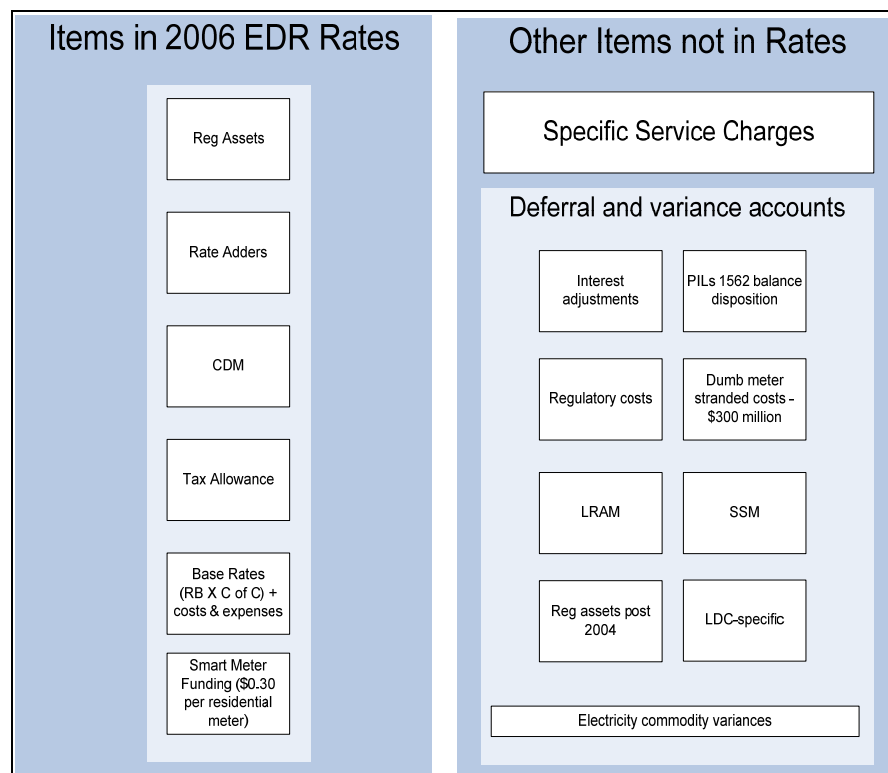 Items in 2006 EDR Rates
Reg Assets
Rate Adders
CDM
Tax Allowance
Base Rates
(RB X C of C) +
costs & expenses
Smart Meter
Funding ($0.30
per residential
meter)
Other Items not in Rates
Specific Service Charges
Deferral and variance accounts
Interest
adjustments
PILs 1562 balance
disposition
Regulatory costs
Dumb meter
stranded costs -
$300 million
LRAM
SSM
Reg assets post
2004
LDC-specific
Electricity commodity variances